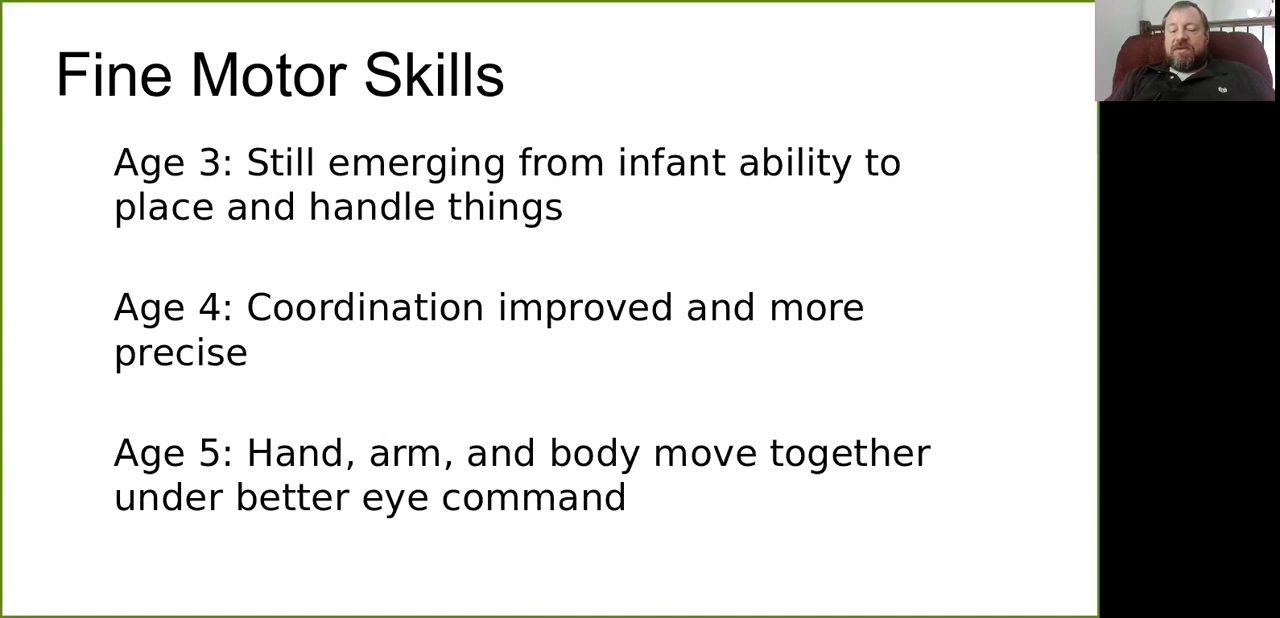 Fine Motor Skills
Age 3: Still emerging from infant ability to
place and handle things
Age 4: Coordination improved and more
precise
Age 5: Hand, arm, and body move together
under better eye command